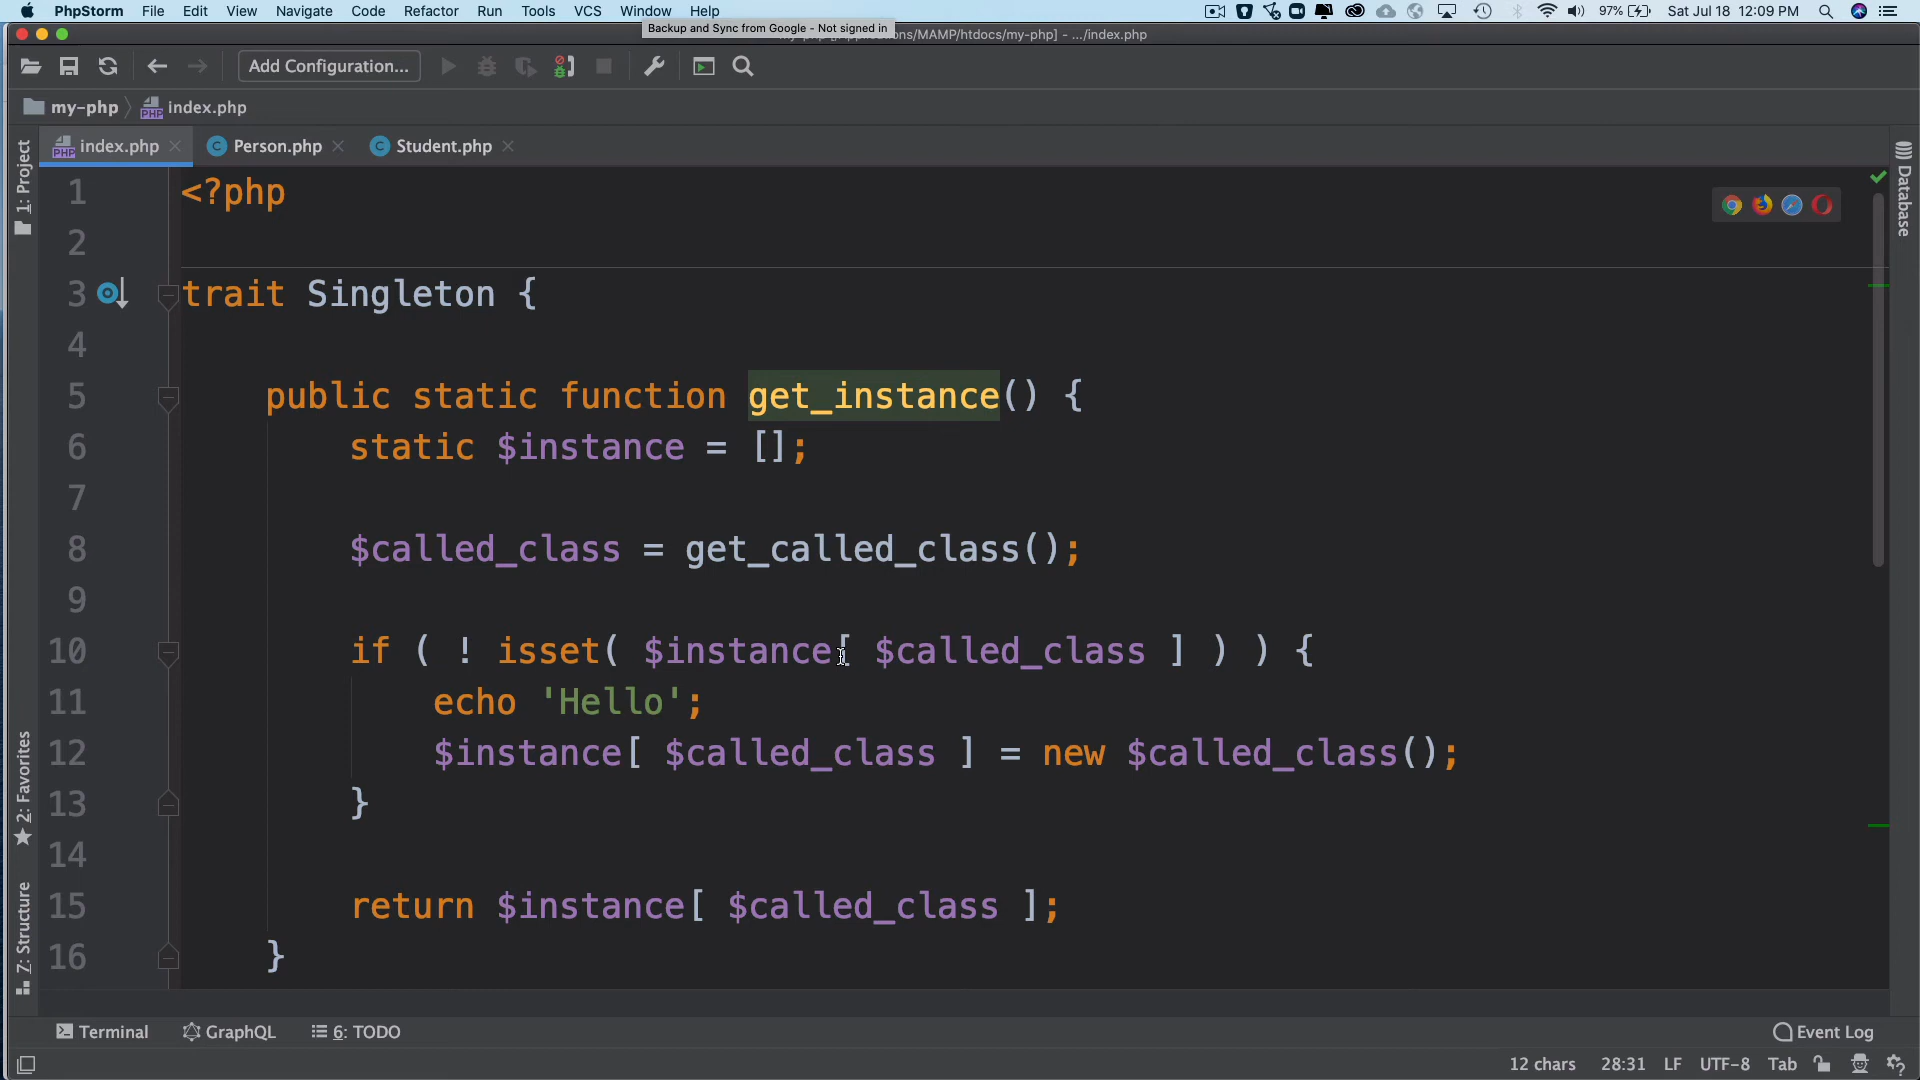 PhpStorm File Edit View Navigate Code Refactor Run Tools VCS Window Help 97% Sat Jul 18 12:09 PM
Backup and Sync from Google - Not signed in
my-php [/Applications/MAMP/htdocs/my-php] - .../index.php
Add Configuration...
my-php index.php
index.php Person.php Student.php
1: Project
Database
2: Favorites
7: Structure
1 <?php
2
3 trait Singleton {
4
5 public static function get_instance() {
6 static $instance = [];
7
8 $called_class = get_called_class();
9
10 if ( ! isset( $instance[ $called_class ] ) ) {
11 echo 'Hello';
12 $instance[ $called_class ] = new $called_class();
13 }
14
15 return $instance[ $called_class ];
16 }
Terminal GraphQL 6: TODO Event Log
12 chars 28:31 LF UTF-8 Tab